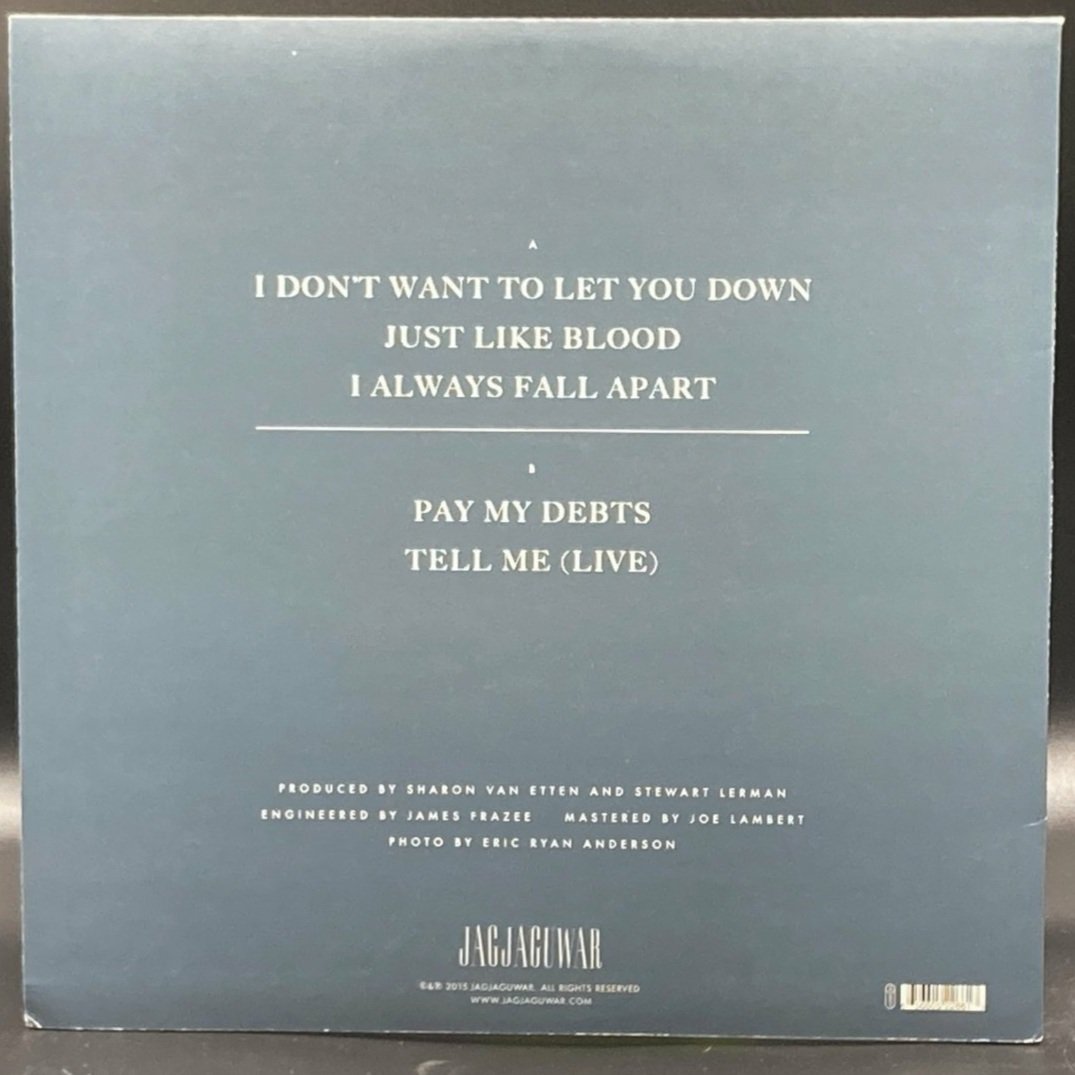 A
I DON'T WANT TO LET YOU DOWN
JUST LIKE BLOOD
I ALWAYS FALL APART
B
PAY MY DEBTS
TELL ME (LIVE)
PRODUCED BY SHARON VAN ETTEN AND STEWART LERMAN
ENGINEERED BY JAMES FRAZEE MASTERED BY JOE LAMBERT
PHOTO BY ERIC RYAN ANDERSON
JAGJAGUWAR
©&℗ 2015 JAGJAGUWAR. ALL RIGHTS RESERVED
WWW.JAGJAGUWAR.COM